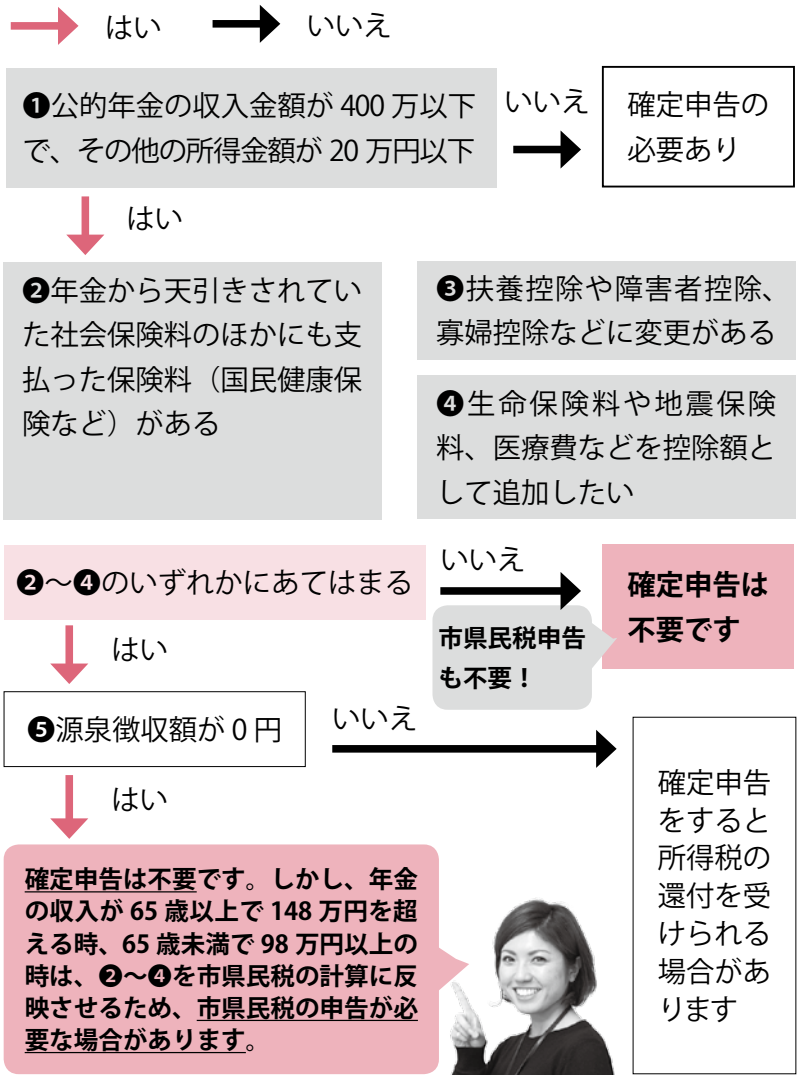 はい いいえ
❶公的年金の収入金額が 400 万以下
で、その他の所得金額が 20 万円以下
いいえ
確定申告の
必要あり
はい
❷年金から天引きされてい
た社会保険料のほかにも支
払った保険料（国民健康保
険など）がある
❸扶養控除や障害者控除、
寡婦控除などに変更がある
❹生命保険料や地震保険
料、医療費などを控除額と
して追加したい
❷～❹のいずれかにあてはまる
いいえ
確定申告は
不要です
市県民税申告
も不要！
はい
❺源泉徴収額が 0 円
いいえ
確定申告
をすると
所得税の
還付を受
けられる
場合があ
ります
はい
確定申告は不要です。しかし、年金
の収入が 65 歳以上で 148 万円を超
える時、65 歳未満で 98 万円以上の
時は、❷～❹を市県民税の計算に反
映させるため、市県民税の申告が必
要な場合があります。